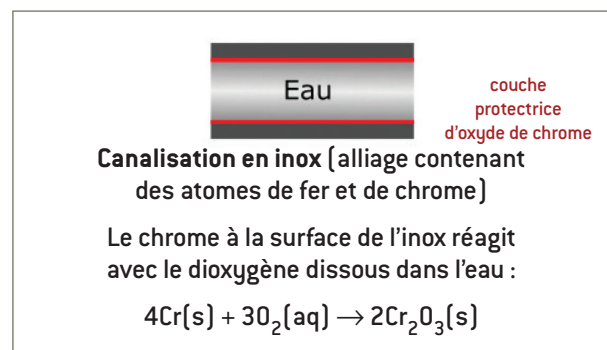 Eau
couche
protectrice
d'oxyde de chrome
Canalisation en inox (alliage contenant
des atomes de fer et de chrome)
Le chrome à la surface de l'inox réagit
avec le dioxygène dissous dans l'eau :
4Cr(s) + 3O₂(aq) → 2Cr₂O₃(s)